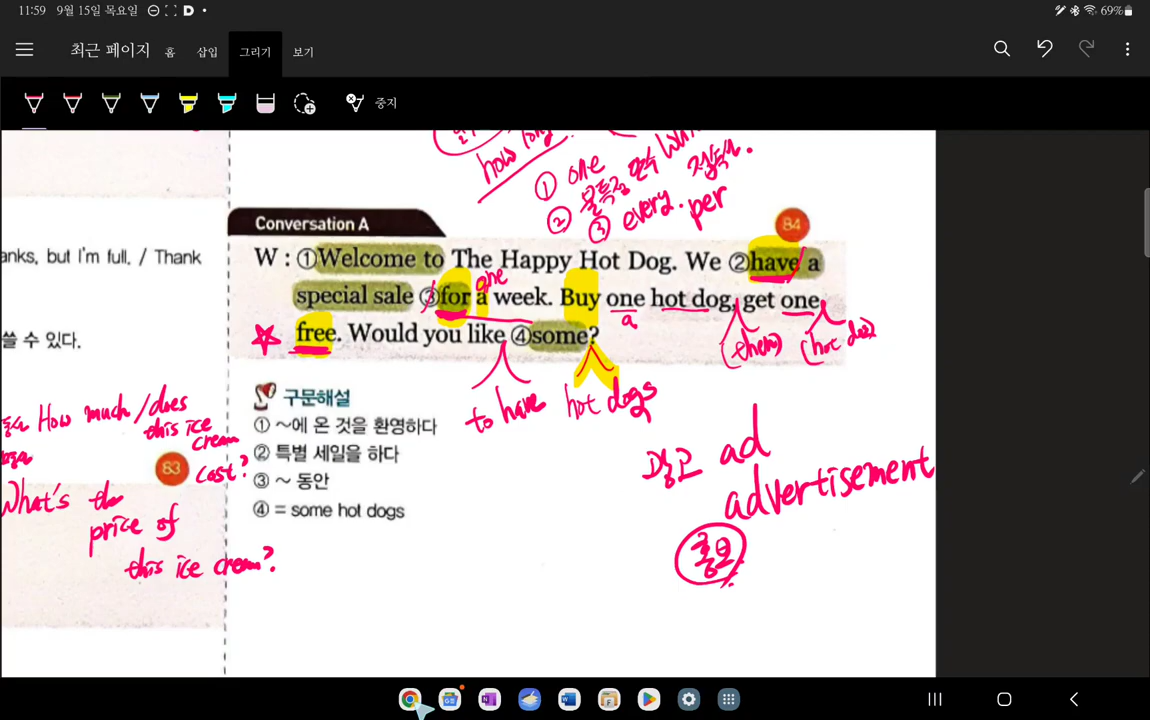 11:59 9월 15일 목요일 D 69%
최근 페이지 홈 삽입 그리기 보기
중지
how long
① one
② 불특정
③ every. per
Conversation A
84
anks, but I'm full. / Thank
W : ①Welcome to The Happy Hot Dog. We ②have a
special sale ③for a week. Buy one hot dog, get one
one
a
(them) (hot dog)
free. Would you like ④some?
쓸 수 있다.
to have hot dogs
구문해설
① ~에 온 것을 환영하다
② 특별 세일을 하다
③ ~ 동안
④ = some hot dogs
How much / does
this ice
cream
cost?
83
What's the
price of
this ice cream?
광고 ad
advertisement
홍보